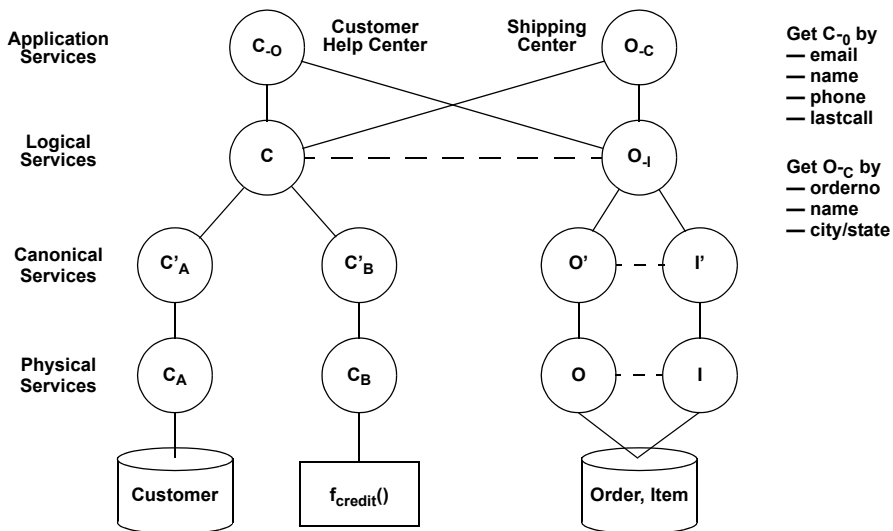 Application
Services
C-O
Customer
Help Center
Shipping
Center
O-C
Get C-0 by
— email
— name
— phone
— lastcall
Logical
Services
C
O-I
Get O-C by
— orderno
— name
— city/state
Canonical
Services
C'A
C'B
O'
I'
Physical
Services
CA
CB
O
I
Customer
fcredit()
Order, Item